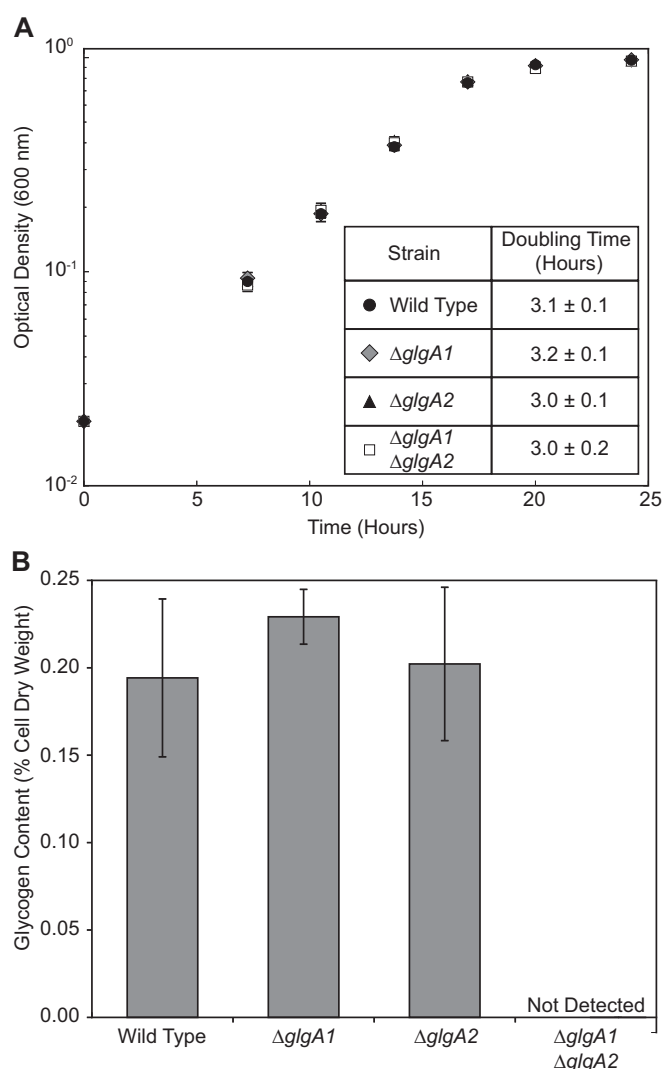 A
10⁰
10⁻¹
10⁻²
Optical Density (600 nm)
0
5
10
15
20
25
Time (Hours)
Strain
Doubling Time
(Hours)
Wild Type
3.1 ± 0.1
ΔglgA1
3.2 ± 0.1
ΔglgA2
3.0 ± 0.1
ΔglgA1
ΔglgA2
3.0 ± 0.2
B
0.25
0.20
0.15
0.10
0.05
0.00
Glycogen Content (% Cell Dry Weight)
Not Detected
Wild Type
ΔglgA1
ΔglgA2
ΔglgA1
ΔglgA2